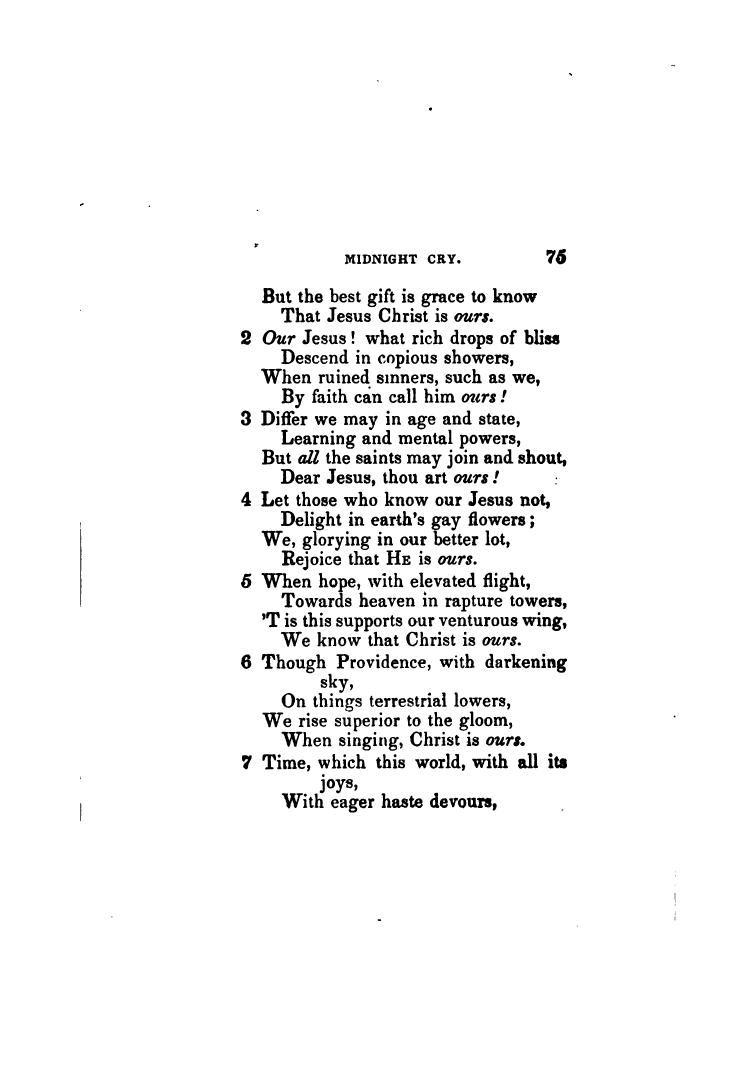 MIDNIGHT CRY. 75
But the best gift is grace to know
That Jesus Christ is ours.
2 Our Jesus! what rich drops of bliss
Descend in copious showers,
When ruined sinners, such as we,
By faith can call him ours!
3 Differ we may in age and state,
Learning and mental powers,
But all the saints may join and shout,
Dear Jesus, thou art ours!
4 Let those who know our Jesus not,
Delight in earth's gay flowers;
We, glorying in our better lot,
Rejoice that HE is ours.
5 When hope, with elevated flight,
Towards heaven in rapture towers,
'T is this supports our venturous wing,
We know that Christ is ours.
6 Though Providence, with darkening
sky,
On things terrestrial lowers,
We rise superior to the gloom,
When singing, Christ is ours.
7 Time, which this world, with all its
joys,
With eager haste devours,